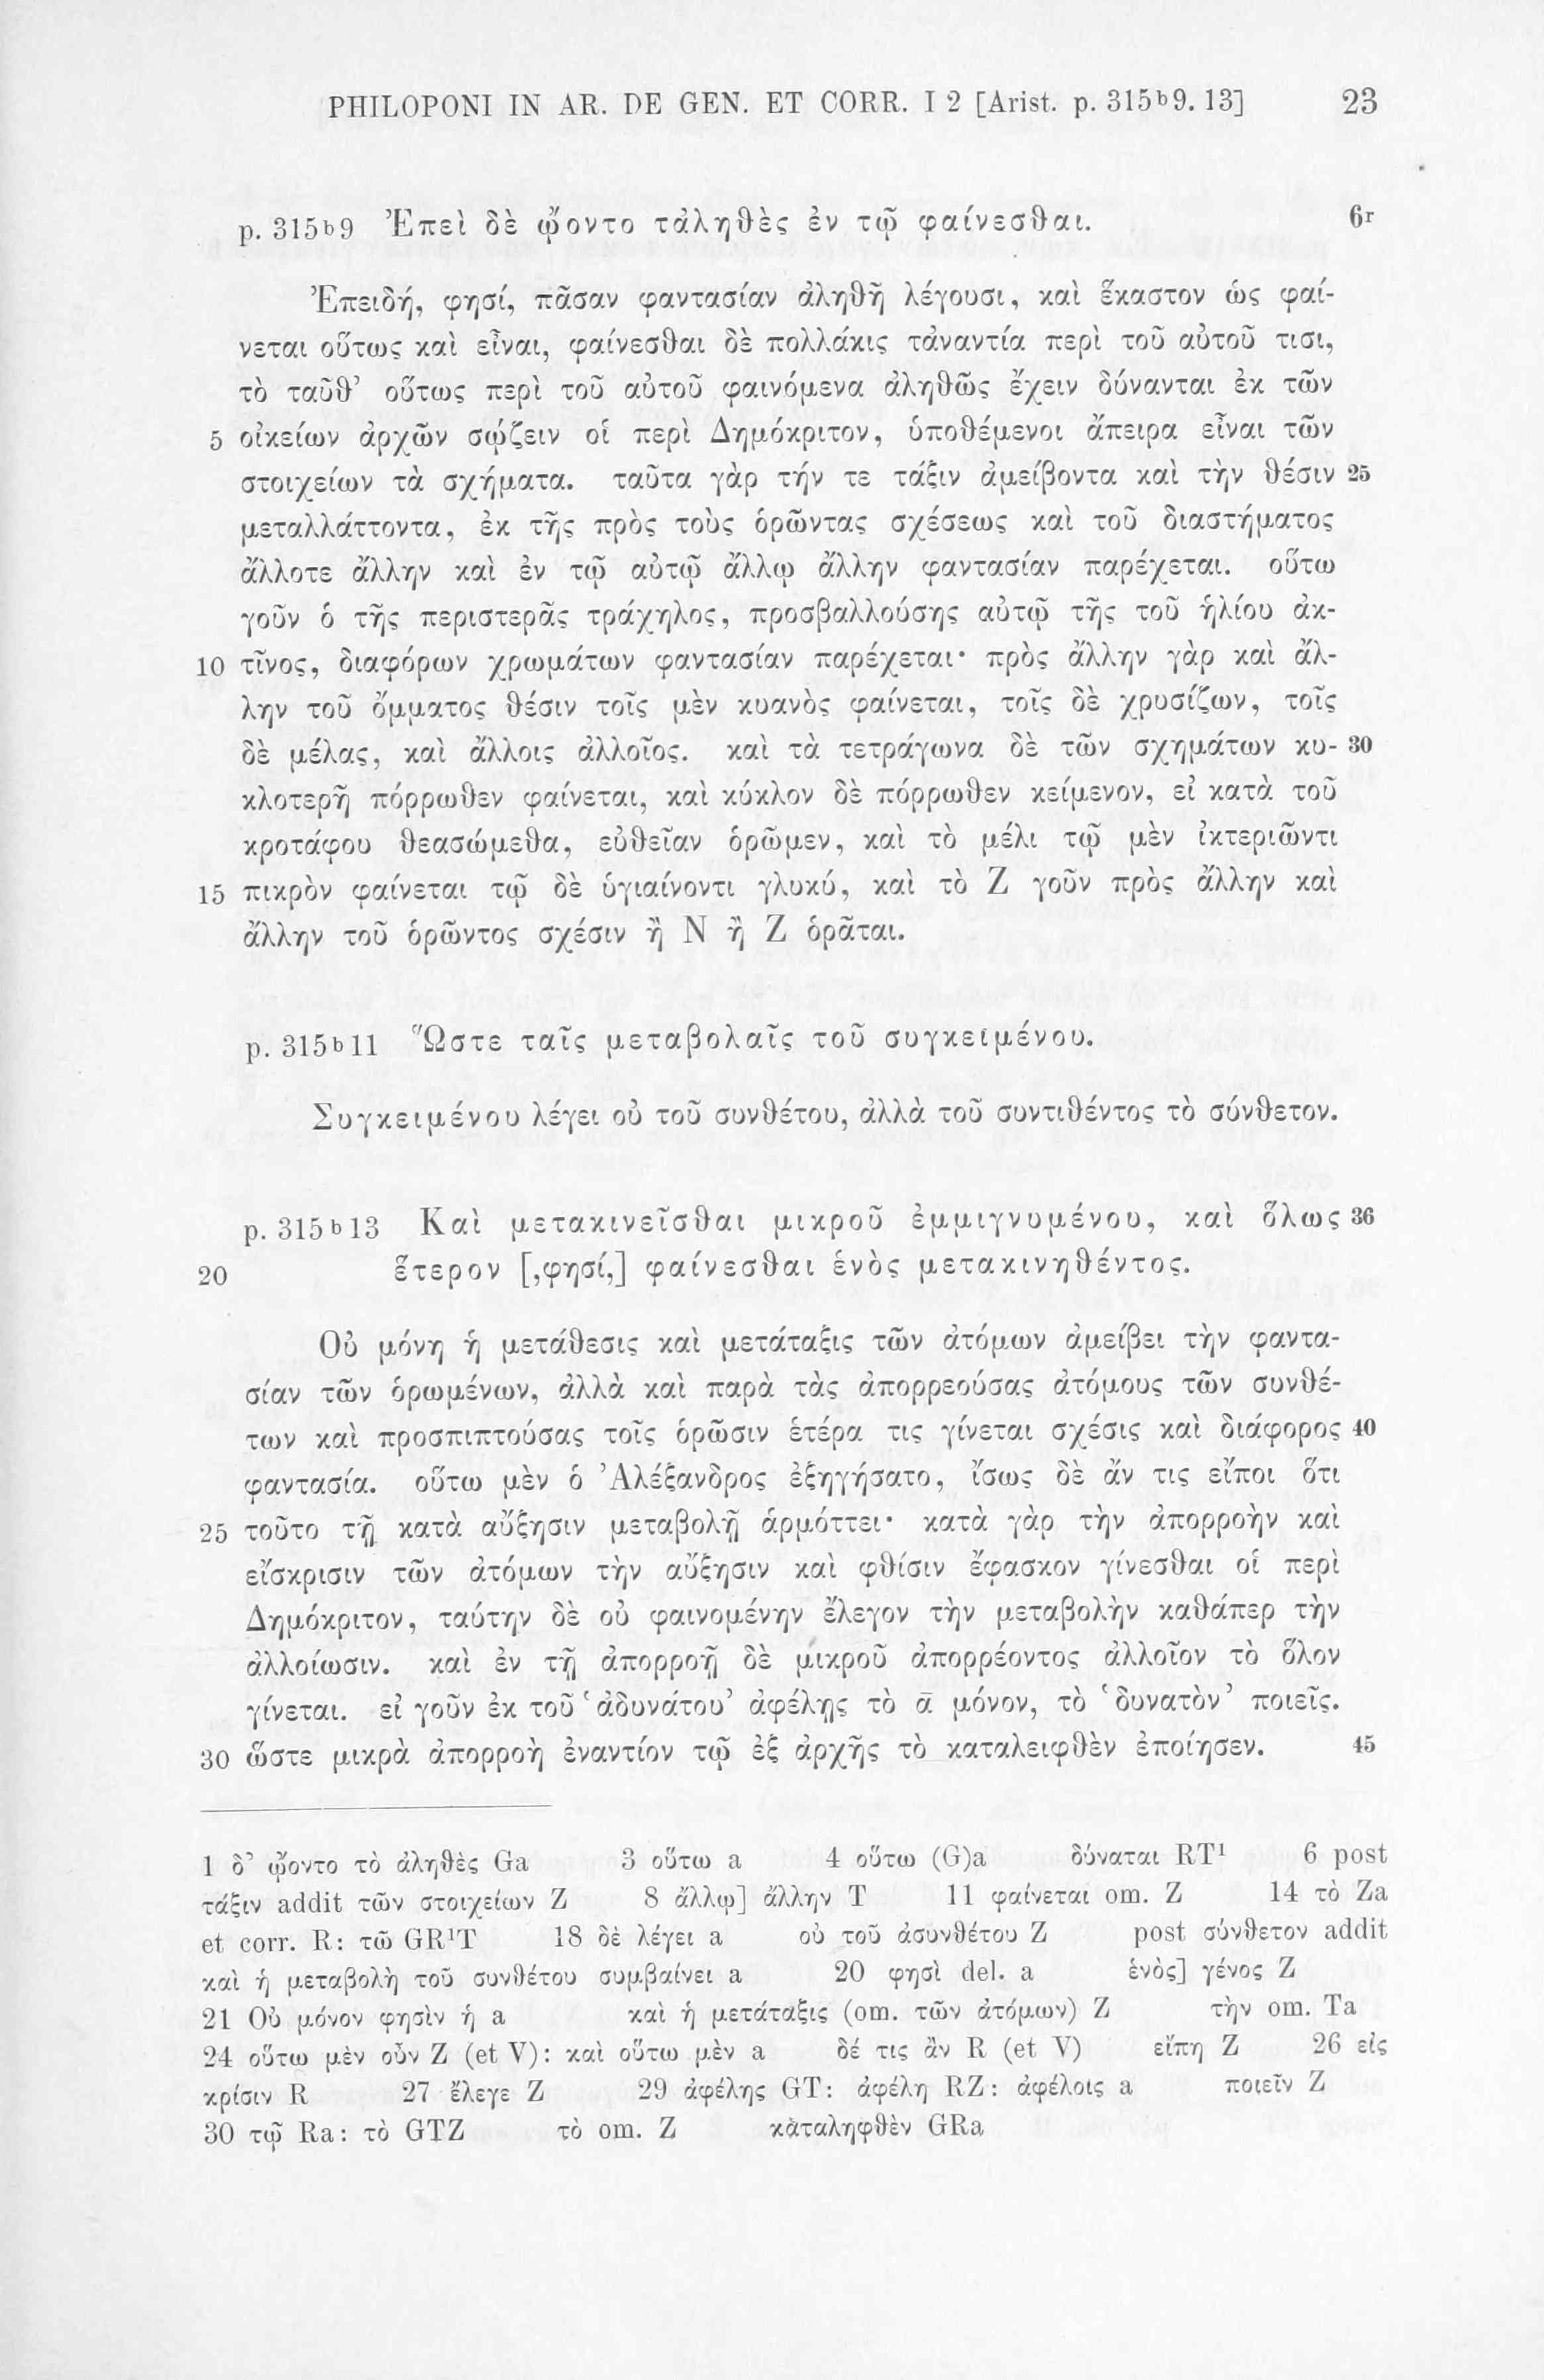 PHILOPONI IN AR. DE GEN. ET CORR. I 2 [Arist. p. 315b9. 13] 23
p. 315b9 Ἐπεὶ δὲ ᾤοντο τἀληθὲς ἐν τῷ φαίνεσθαι. 6r
Ἐπειδή, φησί, πᾶσαν φαντασίαν ἀληθῆ λέγουσι, καὶ ἕκαστον ὡς φαί-
νεται οὕτως καὶ εἶναι, φαίνεσθαι δὲ πολλάκις τἀναντία περὶ τοῦ αὐτοῦ τισι,
τὸ ταῦθ’ οὕτως περὶ τοῦ αὐτοῦ φαινόμενα ἀληθῶς ἔχειν δύνανται ἐκ τῶν
5 οἰκείων ἀρχῶν σῴζειν οἱ περὶ Δημόκριτον, ὑποθέμενοι ἄπειρα εἶναι τῶν
στοιχείων τὰ σχήματα. ταῦτα γὰρ τήν τε τάξιν ἀμείβοντα καὶ τὴν θέσιν 25
μεταλλάττοντα, ἐκ τῆς πρὸς τοὺς ὁρῶντας σχέσεως καὶ τοῦ διαστήματος
ἄλλοτε ἄλλην καὶ ἐν τῷ αὐτῷ ἄλλῳ ἄλλην φαντασίαν παρέχεται. οὕτω
γοῦν ὁ τῆς περιστερᾶς τράχηλος, προσβαλλούσης αὐτῷ τῆς τοῦ ἡλίου ἀκ-
10 τῖνος, διαφόρων χρωμάτων φαντασίαν παρέχεται· πρὸς ἄλλην γὰρ καὶ ἄλ-
λην τοῦ ὄμματος θέσιν τοῖς μὲν κυανὸς φαίνεται, τοῖς δὲ χρυσίζων, τοῖς
δὲ μέλας, καὶ ἄλλοις ἀλλοῖος. καὶ τὰ τετράγωνα δὲ τῶν σχημάτων κυ- 30
κλοτερῆ πόρρωθεν φαίνεται, καὶ κύκλον δὲ πόρρωθεν κείμενον, εἰ κατὰ τοῦ
κροτάφου θεασώμεθα, εὐθεῖαν ὁρῶμεν, καὶ τὸ μέλι τῷ μὲν ἰκτεριῶντι
15 πικρὸν φαίνεται τῷ δὲ ὑγιαίνοντι γλυκύ, καὶ τὸ Ζ γοῦν πρὸς ἄλλην καὶ
ἄλλην τοῦ ὁρῶντος σχέσιν ἢ Ν ἢ Ζ ὁρᾶται.
p. 315b11 Ὥστε ταῖς μεταβολαῖς τοῦ συγκειμένου.
Συγκειμένου λέγει οὐ τοῦ συνθέτου, ἀλλὰ τοῦ συντιθέντος τὸ σύνθετον.
p. 315b13 Καὶ μετακινεῖσθαι μικροῦ ἐμμιγνυμένου, καὶ ὅλως 36
20 ἕτερον [‚φησί,] φαίνεσθαι ἑνὸς μετακινηθέντος.
Οὐ μόνη ἡ μετάθεσις καὶ μετάταξις τῶν ἀτόμων ἀμείβει τὴν φαντα-
σίαν τῶν ὁρωμένων, ἀλλὰ καὶ παρὰ τὰς ἀπορρεούσας ἀτόμους τῶν συνθέ-
των καὶ προσπιπτούσας τοῖς ὁρῶσιν ἑτέρα τις γίνεται σχέσις καὶ διάφορος 40
φαντασία. οὕτω μὲν ὁ Ἀλέξανδρος ἐξηγήσατο, ἴσως δὲ ἄν τις εἴποι ὅτι
25 τοῦτο τῇ κατὰ αὔξησιν μεταβολῇ ἁρμόττει· κατὰ γὰρ τὴν ἀπορροὴν καὶ
εἴσκρισιν τῶν ἀτόμων τὴν αὔξησιν καὶ φθίσιν ἔφασκον γίνεσθαι οἱ περὶ
Δημόκριτον, ταύτην δὲ οὐ φαινομένην ἔλεγον τὴν μεταβολὴν καθάπερ τὴν
ἀλλοίωσιν. καὶ ἐν τῇ ἀπορροῇ δὲ μικροῦ ἀπορρέοντος ἀλλοῖον τὸ ὅλον
γίνεται. εἰ γοῦν ἐκ τοῦ ‘ἀδυνάτου’ ἀφέλῃς τὸ ᾱ μόνον, τὸ ‘δυνατὸν’ ποιεῖς.
30 ὥστε μικρὰ ἀπορροὴ ἐναντίον τῷ ἐξ ἀρχῆς τὸ καταλειφθὲν ἐποίησεν. 45
1 δ’ ᾤοντο τὸ ἀληθὲς Ga 3 οὕτω a 4 οὕτω (G)a δύναται RT1 6 post
τάξιν addit τῶν στοιχείων Z 8 ἄλλῳ] ἄλλην T 11 φαίνεται om. Z 14 τὸ Za
et corr. R: τῶ GR1T 18 δὲ λέγει a οὐ τοῦ ἀσυνθέτου Z post σύνθετον addit
καὶ ἡ μεταβολὴ τοῦ συνθέτου συμβαίνει a 20 φησὶ del. a ἑνὸς] γένος Z
21 Οὐ μόνον φησὶν ἡ a καὶ ἡ μετάταξις (om. τῶν ἀτόμων) Z τὴν om. Ta
24 οὕτω μὲν οὖν Z (et V): καὶ οὕτω μὲν a δέ τις ἂν R (et V) εἴπη Z 26 εἰς
κρίσιν R 27 ἔλεγε Z 29 ἀφέλης GT: ἀφέλη RZ: ἀφέλοις a ποιεῖν Z
30 τῷ Ra: τὸ GTZ τὸ om. Z καταληφθὲν GRa